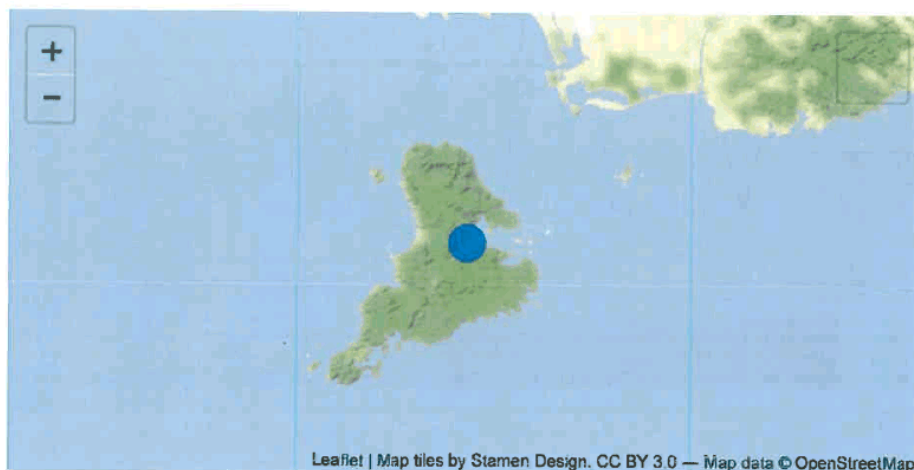 +
−
Leaflet | Map tiles by Stamen Design. CC BY 3.0 — Map data © OpenStreetMap